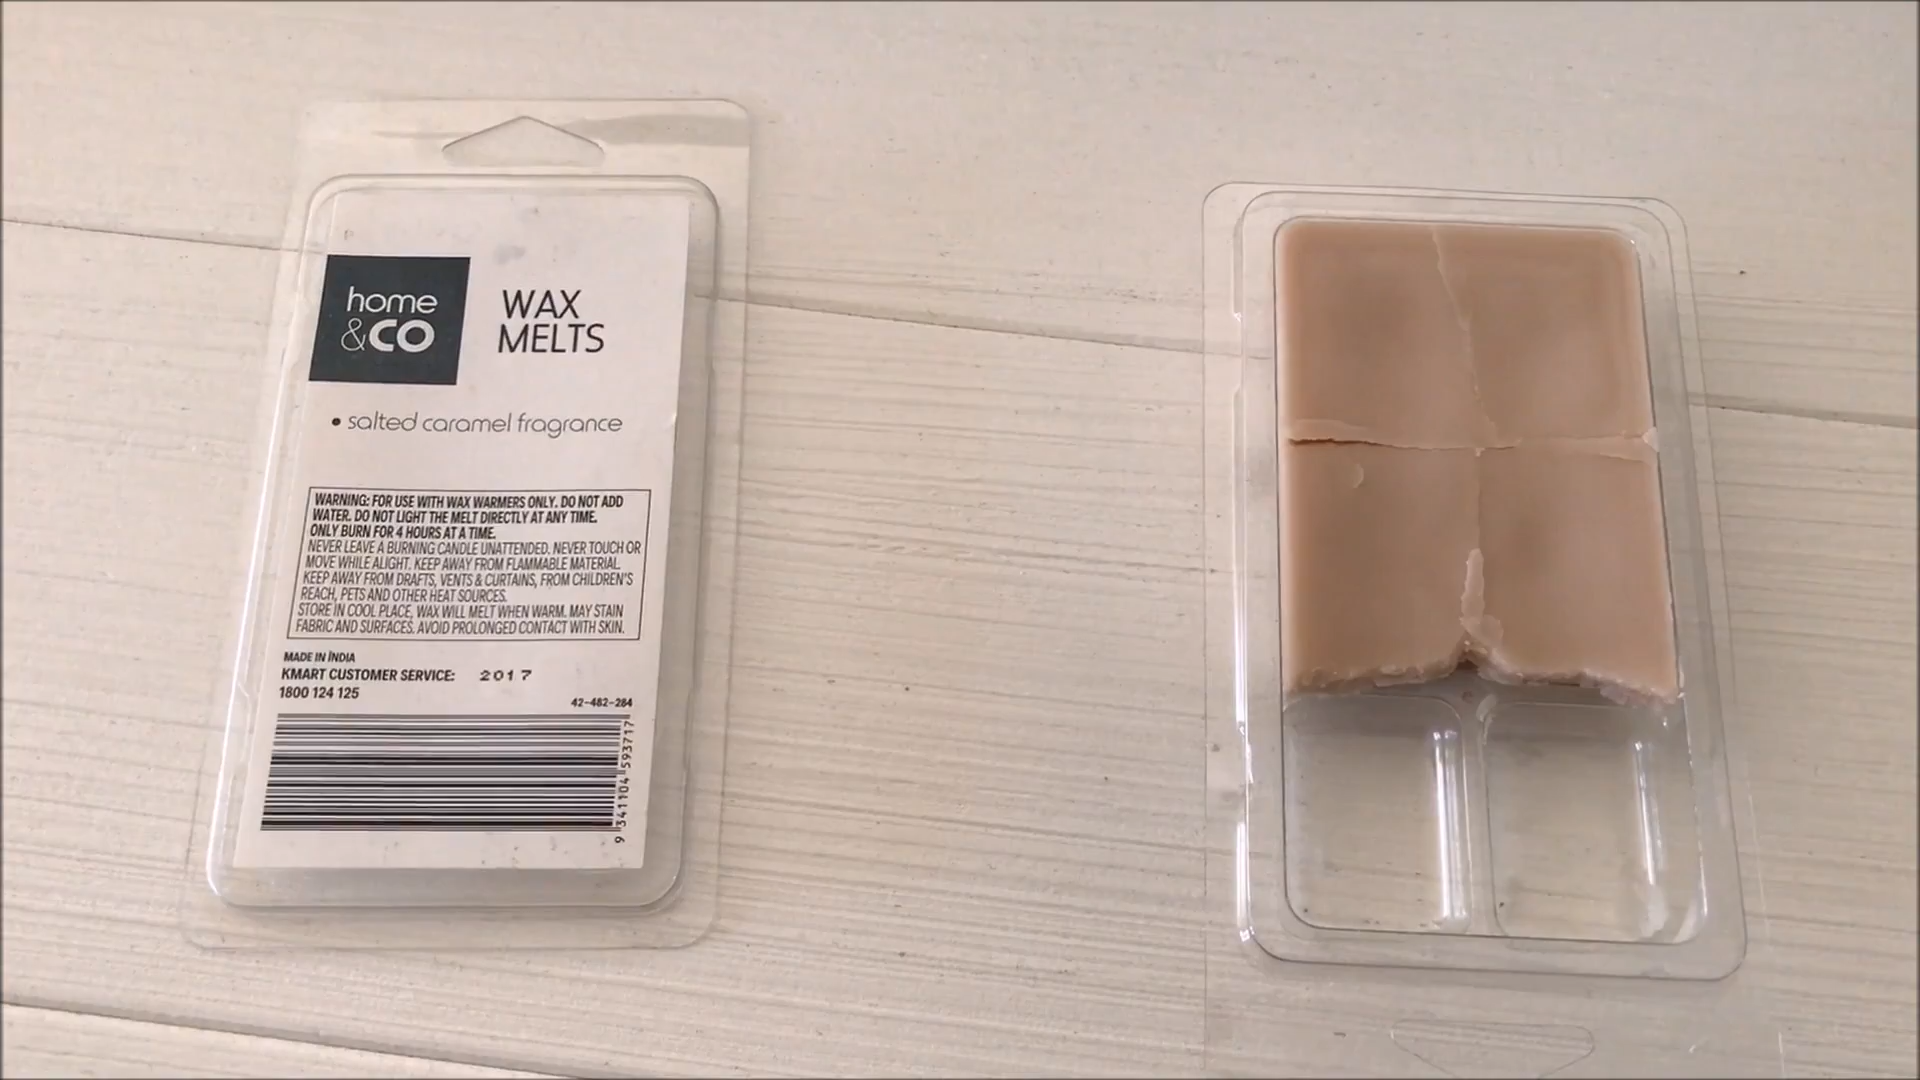 home
&CO
WAX
MELTS
• salted caramel fragrance
WARNING: FOR USE WITH WAX WARMERS ONLY. DO NOT ADD
WATER. DO NOT LIGHT THE MELT DIRECTLY AT ANY TIME.
ONLY BURN FOR 4 HOURS AT A TIME.
NEVER LEAVE A BURNING CANDLE UNATTENDED. NEVER TOUCH OR
MOVE WHILE ALIGHT. KEEP AWAY FROM FLAMMABLE MATERIAL.
KEEP AWAY FROM DRAFTS, VENTS & CURTAINS, FROM CHILDREN'S
REACH, PETS AND OTHER HEAT SOURCES.
STORE IN COOL PLACE, WAX WILL MELT WHEN WARM. MAY STAIN
FABRIC AND SURFACES. AVOID PROLONGED CONTACT WITH SKIN.
MADE IN INDIA
KMART CUSTOMER SERVICE: 2017
1800 124 125
42-482-284
9 341104 593717